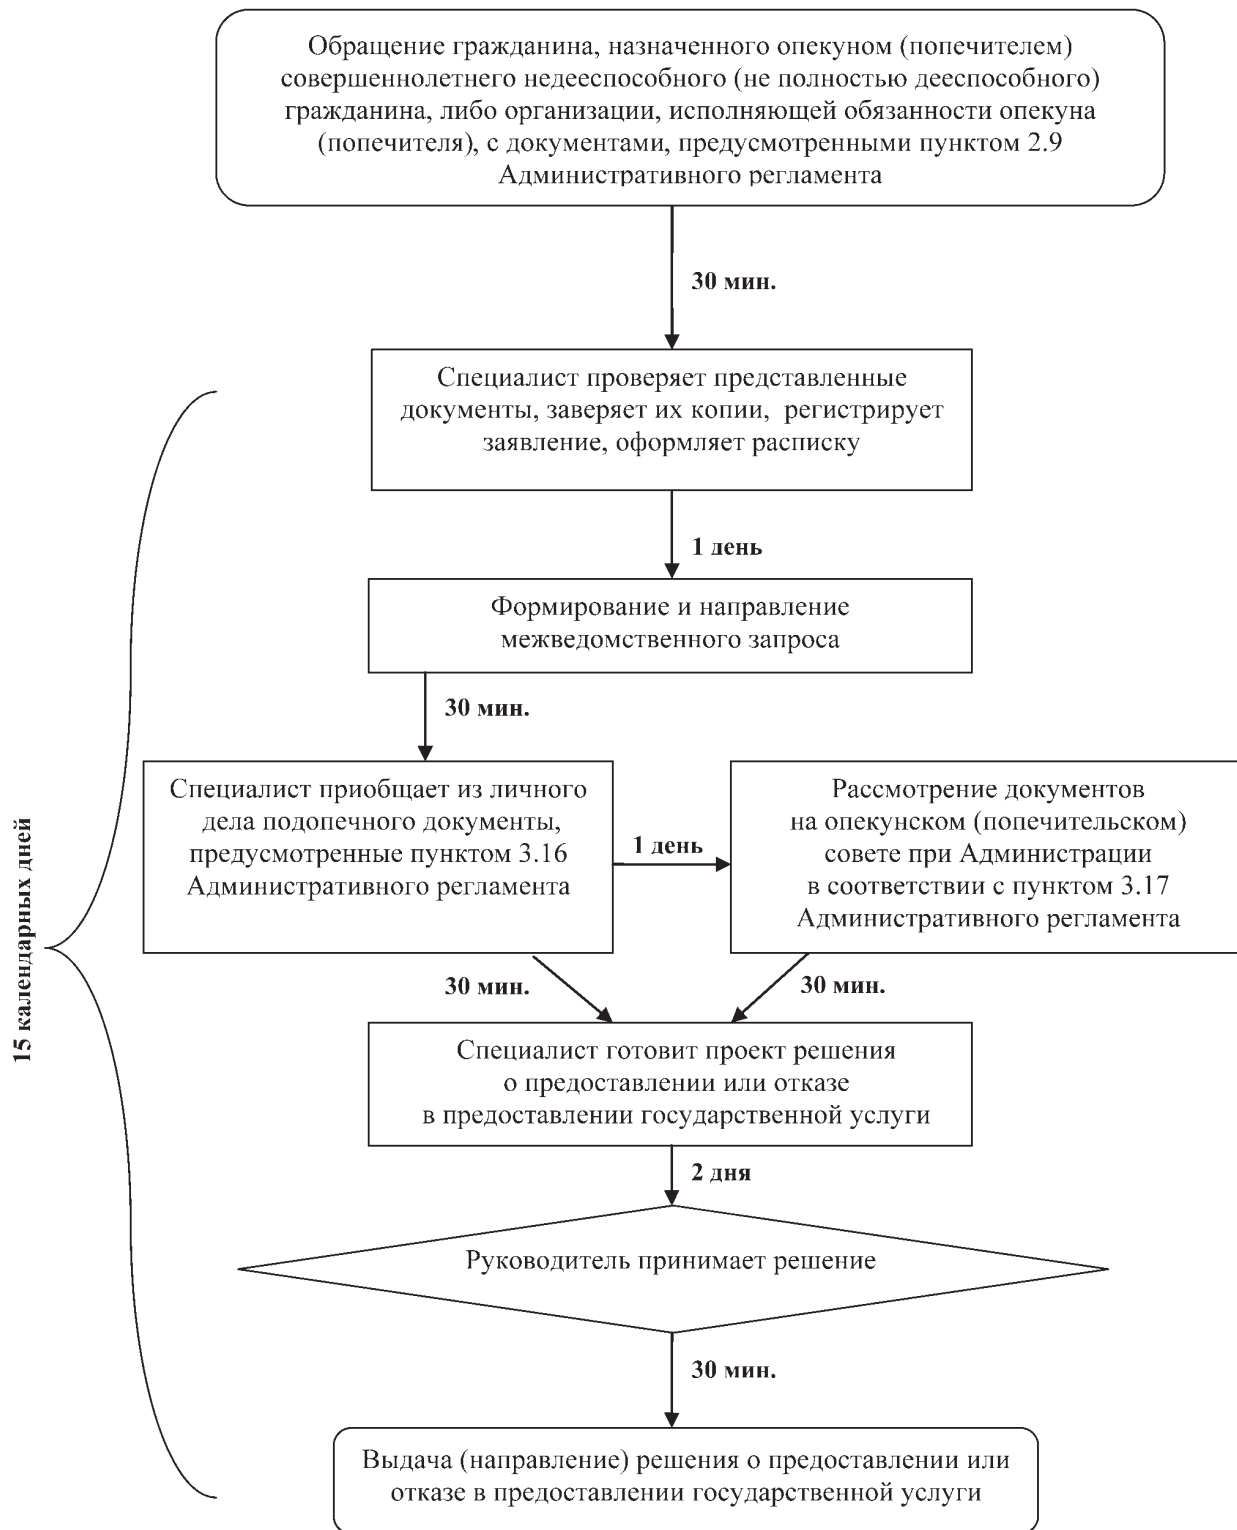 Обращение гражданина, назначенного опекуном (попечителем)
совершеннолетнего недееспособного (не полностью дееспособного)
гражданина, либо организации, исполняющей обязанности опекуна
(попечителя), с документами, предусмотренными пунктом 2.9
Административного регламента
30 мин.
Специалист проверяет представленные
документы, заверяет их копии, регистрирует
заявление, оформляет расписку
1 день
Формирование и направление
межведомственного запроса
30 мин.
Специалист приобщает из личного
дела подопечного документы,
предусмотренные пунктом 3.16
Административного регламента
1 день
Рассмотрение документов
на опекунском (попечительском)
совете при Администрации
в соответствии с пунктом 3.17
Административного регламента
30 мин.
30 мин.
Специалист готовит проект решения
о предоставлении или отказе
в предоставлении государственной услуги
2 дня
Руководитель принимает решение
30 мин.
Выдача (направление) решения о предоставлении или
отказе в предоставлении государственной услуги
15 календарных дней